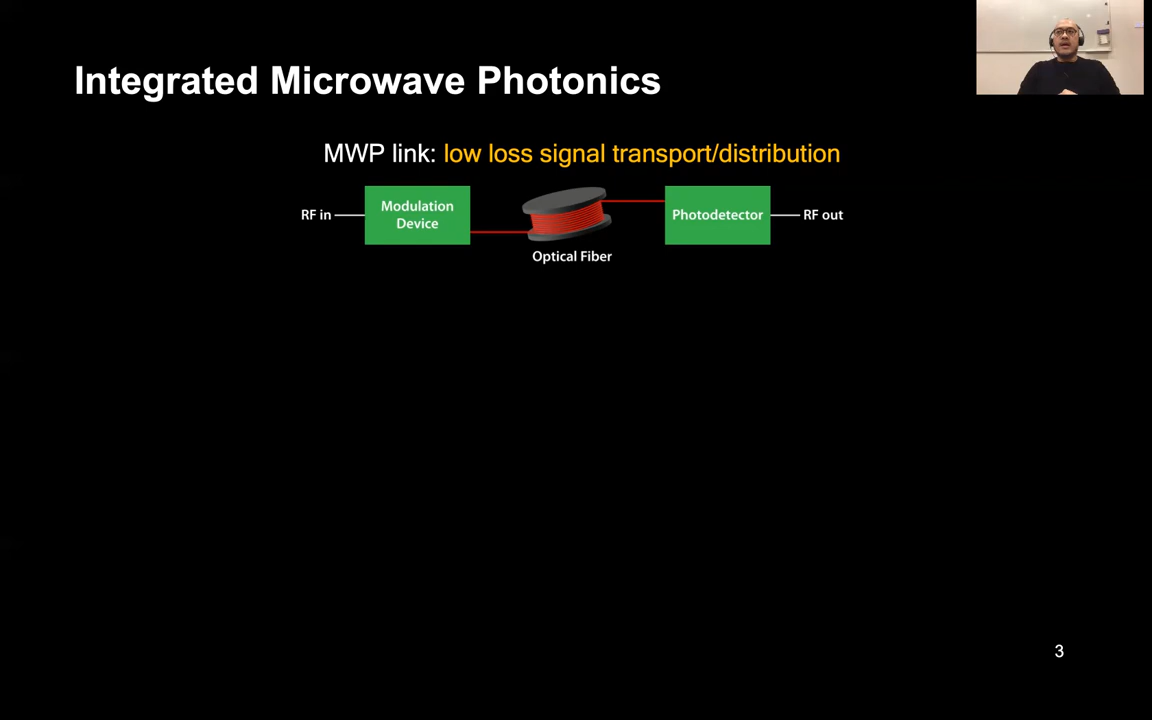 Integrated Microwave Photonics
MWP link: low loss signal transport/distribution
RF in
Modulation
Device
Optical Fiber
Photodetector
RF out
3